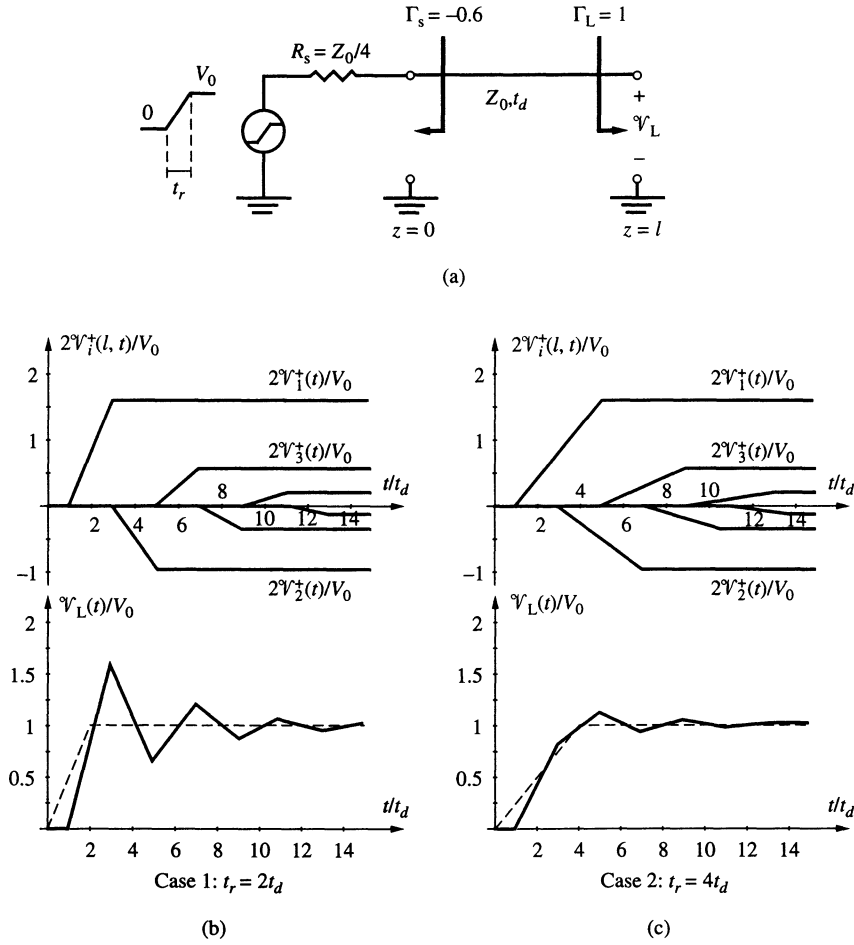 Γs = –0.6
ΓL = 1
Rs = Z0/4
V0
0
tr
Z0,td
+
𝒱L
–
z = 0
z = l
(a)
2𝒱i+(l, t)/V0
2
1
–1
2𝒱1+(t)/V0
2𝒱3+(t)/V0
2𝒱2+(t)/V0
t/td
2 4 6 8 10 12 14
𝒱L(t)/V0
2
1.5
1
0.5
t/td
2 4 6 8 10 12 14
Case 1: tr = 2td
(b)
2𝒱i+(l, t)/V0
2
1
–1
2𝒱1+(t)/V0
2𝒱3+(t)/V0
2𝒱2+(t)/V0
t/td
2 4 6 8 10 12 14
𝒱L(t)/V0
2
1.5
1
0.5
t/td
2 4 6 8 10 12 14
Case 2: tr = 4td
(c)